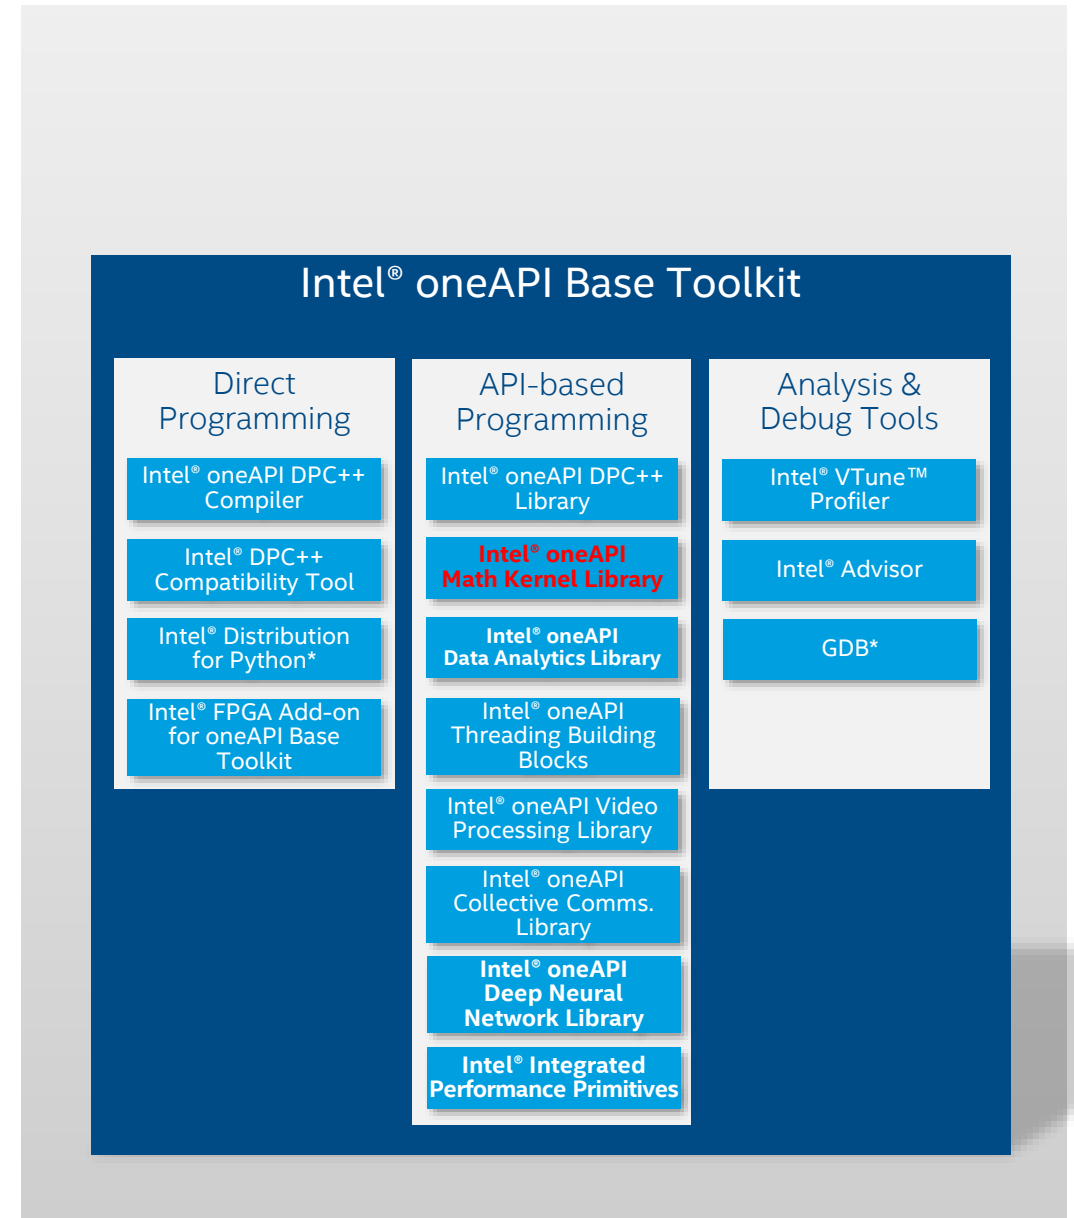 Intel® oneAPI Base Toolkit
Direct
Programming
Intel® oneAPI DPC++
Compiler
Intel® DPC++
Compatibility Tool
Intel® Distribution
for Python*
Intel® FPGA Add-on
for oneAPI Base
Toolkit
API-based
Programming
Intel® oneAPI DPC++
Library
Intel® oneAPI
Math Kernel Library
Intel® oneAPI
Data Analytics Library
Intel® oneAPI
Threading Building
Blocks
Intel® oneAPI Video
Processing Library
Intel® oneAPI
Collective Comms.
Library
Intel® oneAPI
Deep Neural
Network Library
Intel® Integrated
Performance Primitives
Analysis &
Debug Tools
Intel® VTune™
Profiler
Intel® Advisor
GDB*